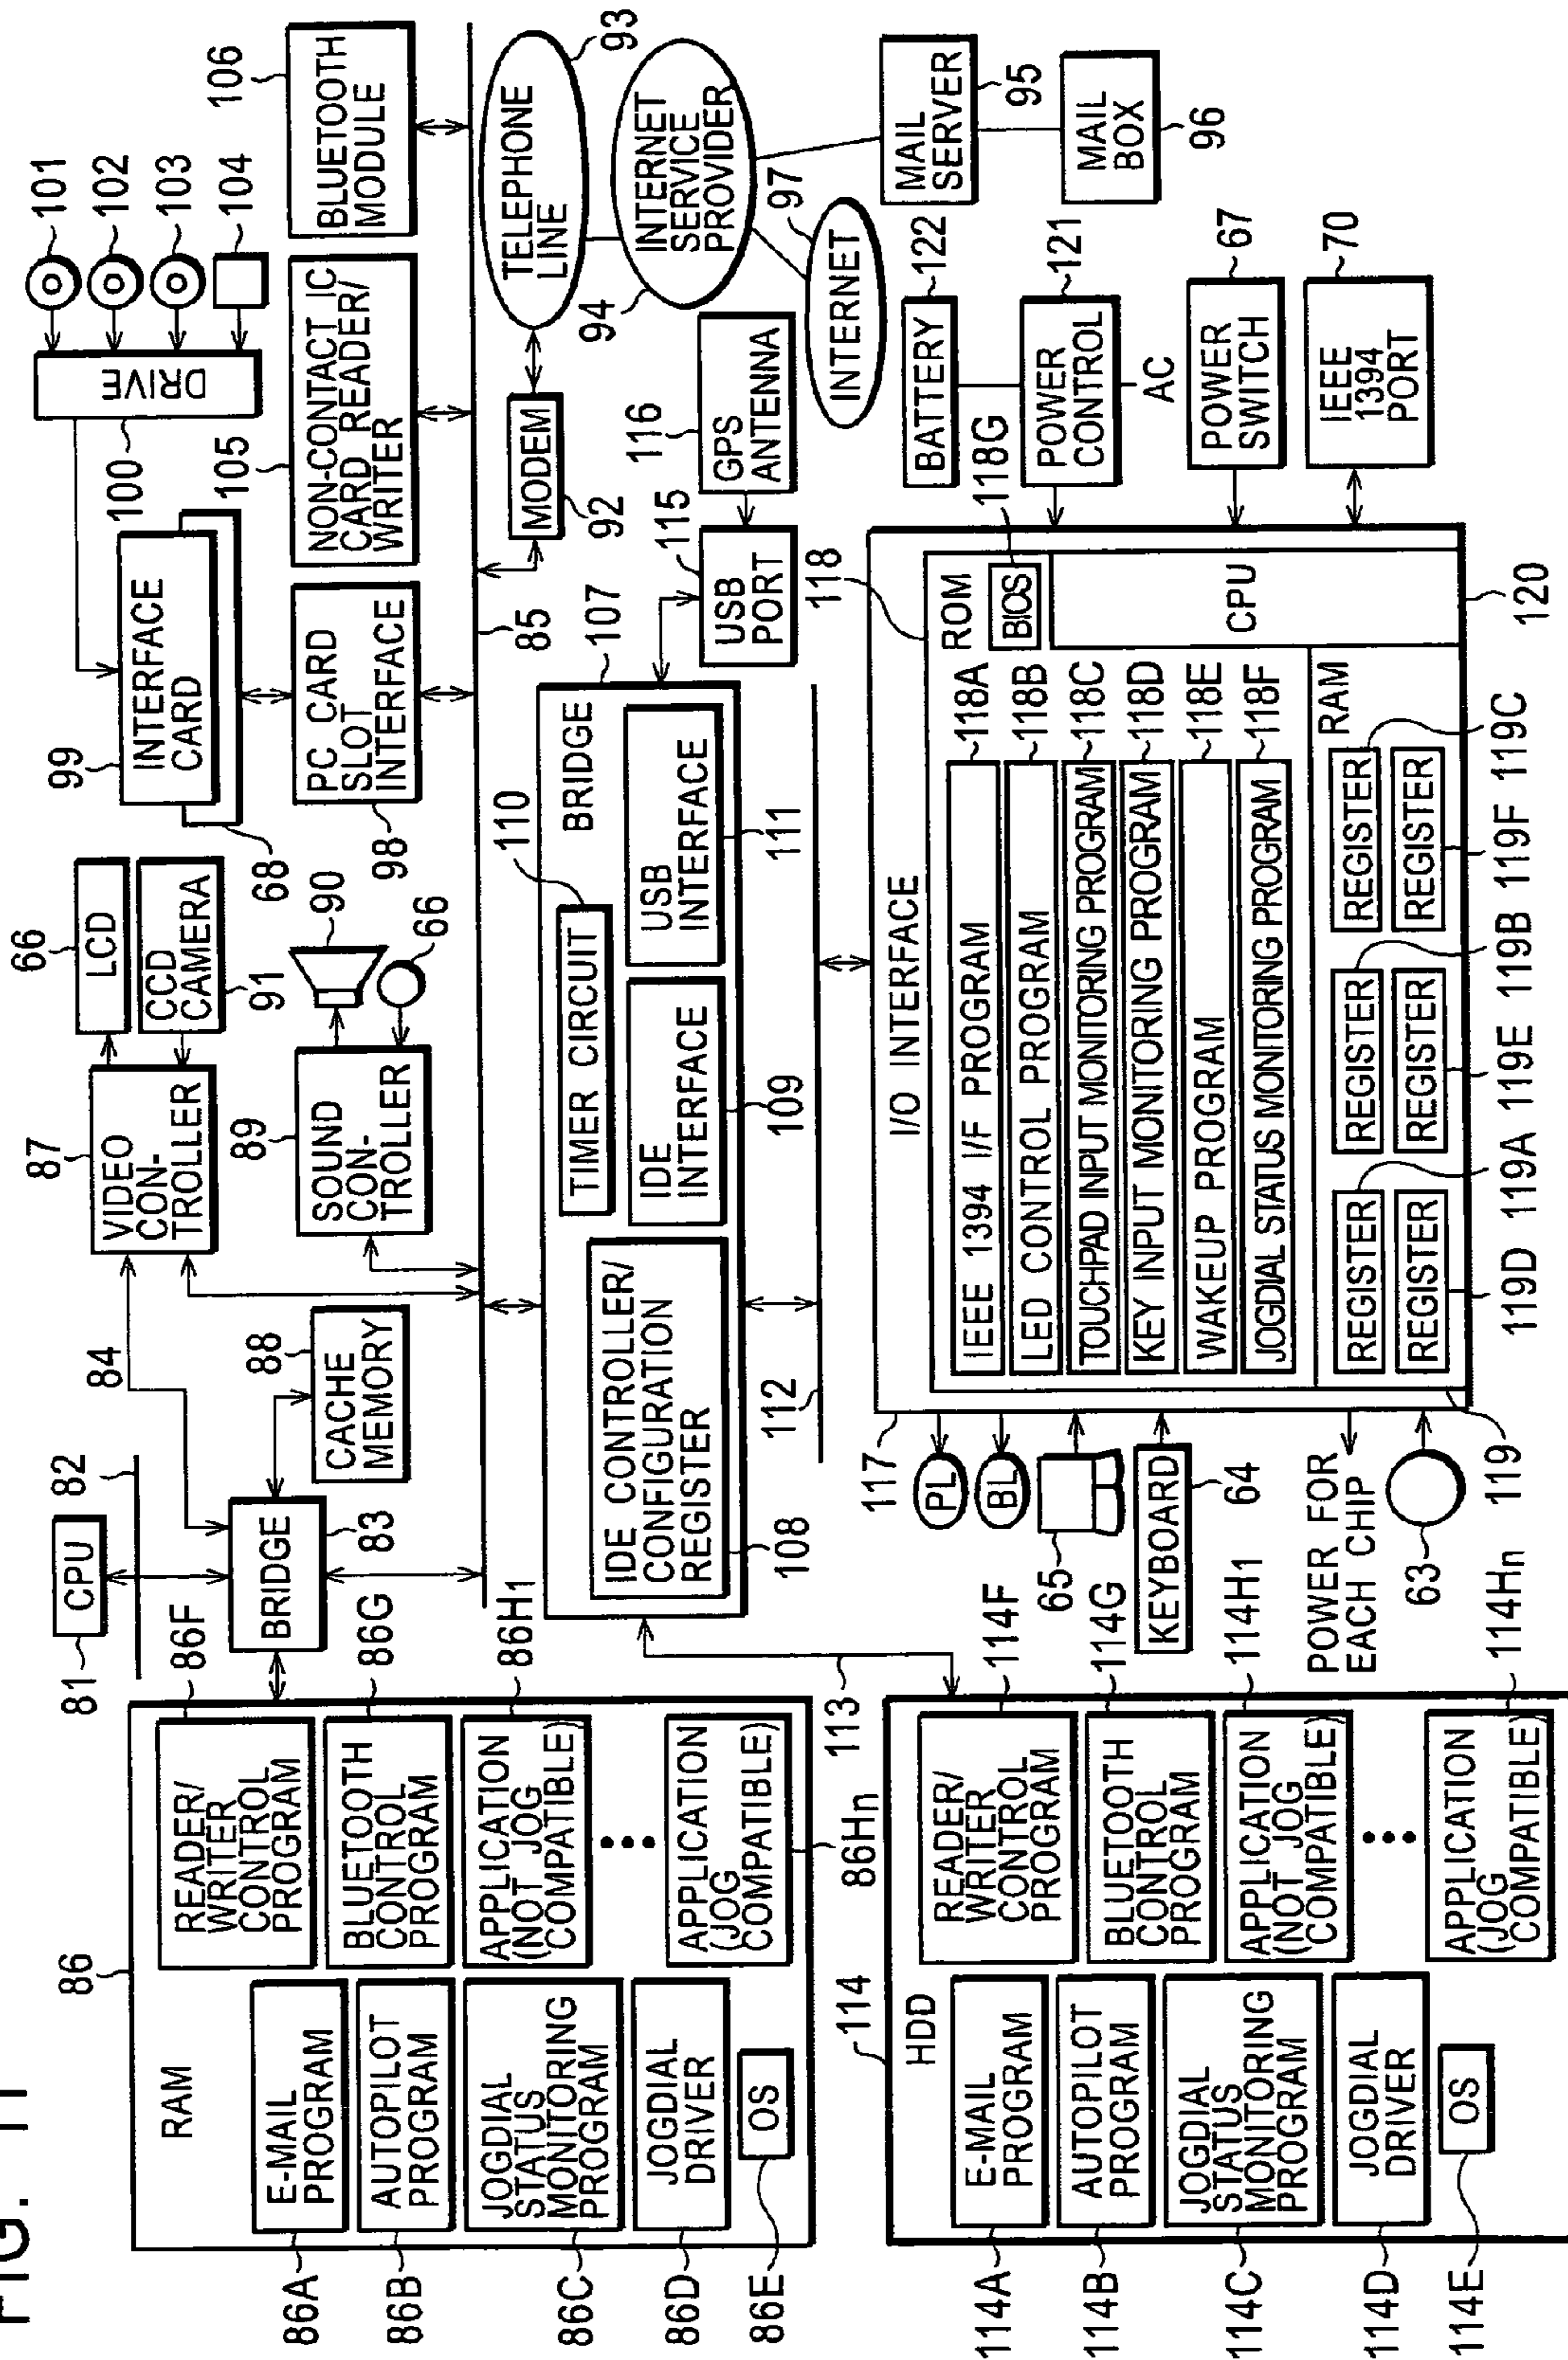 FIG. 11
86
RAM
86A
E-MAIL
PROGRAM
86B
AUTOPILOT
PROGRAM
86C
JOGDIAL
STATUS
MONITORING
PROGRAM
86D
JOGDIAL
DRIVER
86E
OS
86F
READER/
WRITER
CONTROL
PROGRAM
86G
BLUETOOTH
CONTROL
PROGRAM
86H1
APPLICATION
(NOT JOG
COMPATIBLE)
86Hn
APPLICATION
(JOG
COMPATIBLE)
81
CPU
82
BRIDGE
83
84
88
CACHE
MEMORY
87
VIDEO
CON-
TROLLER
66
LCD
CCD
CAMERA
91
89
SOUND
CON-
TROLLER
90
66
99
INTERFACE
CARD
68
PC CARD
SLOT
INTERFACE
98
100
DRIVE
101
102
103
104
105
NON-CONTACT IC
CARD READER/
WRITER
106
BLUETOOTH
MODULE
85
MODEM
92
TELEPHONE
LINE
93
94
INTERNET
SERVICE
PROVIDER
MAIL
SERVER
95
MAIL
BOX
96
97
INTERNET
107
BRIDGE
110
TIMER CIRCUIT
IDE CONTROLLER/
CONFIGURATION
REGISTER
108
IDE
INTERFACE
109
USB
INTERFACE
111
112
113
115
USB
PORT
116
GPS
ANTENNA
114
HDD
114A
E-MAIL
PROGRAM
114B
AUTOPILOT
PROGRAM
114C
JOGDIAL
STATUS
MONITORING
PROGRAM
114D
JOGDIAL
DRIVER
114E
OS
114F
READER/
WRITER
CONTROL
PROGRAM
114G
BLUETOOTH
CONTROL
PROGRAM
114H1
APPLICATION
(NOT JOG
COMPATIBLE)
114Hn
APPLICATION
(JOG
COMPATIBLE)
117
PL
BL
65
KEYBOARD
64
POWER FOR
EACH CHIP
63
I/O INTERFACE
118
ROM
IEEE 1394 I/F PROGRAM
118A
LED CONTROL PROGRAM
118B
TOUCHPAD INPUT MONITORING PROGRAM
118C
KEY INPUT MONITORING PROGRAM
118D
WAKEUP PROGRAM
118E
JOGDIAL STATUS MONITORING PROGRAM
118F
BIOS
118G
CPU
120
RAM
REGISTER
REGISTER
REGISTER
REGISTER
REGISTER
REGISTER
119
119D
119A
119E
119B
119F
119C
BATTERY
122
POWER
CONTROL
121
AC
POWER
SWITCH
67
IEEE
1394
PORT
70